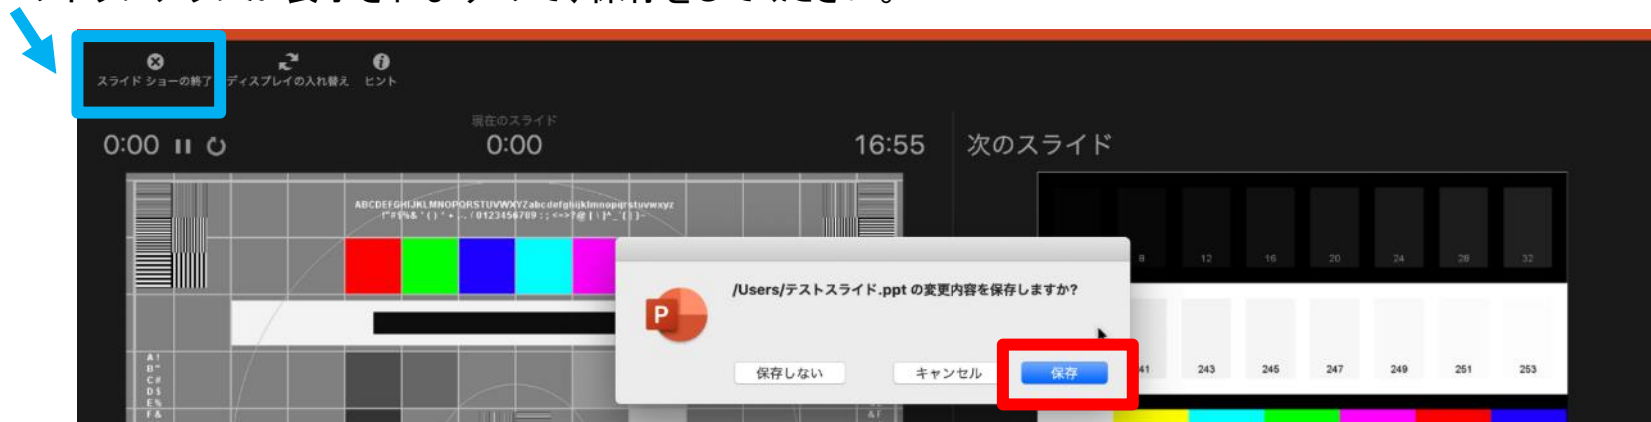 スライド ショーの終了
ディスプレイの入れ替え
ヒント
現在のスライド
0:00
0:00
16:55
次のスライド
ABCDEFGHIJKLMNOPQRSTUVWXYZabcdefghijklmnopqrstuvwxyz
/Users/テストスライド.ppt の変更内容を保存しますか?
保存しない
キャンセル
保存
8 12 16 20 24 28 32
41 243 245 247 249 251 253
A !
B "
C #
D $
E %
F &
& F